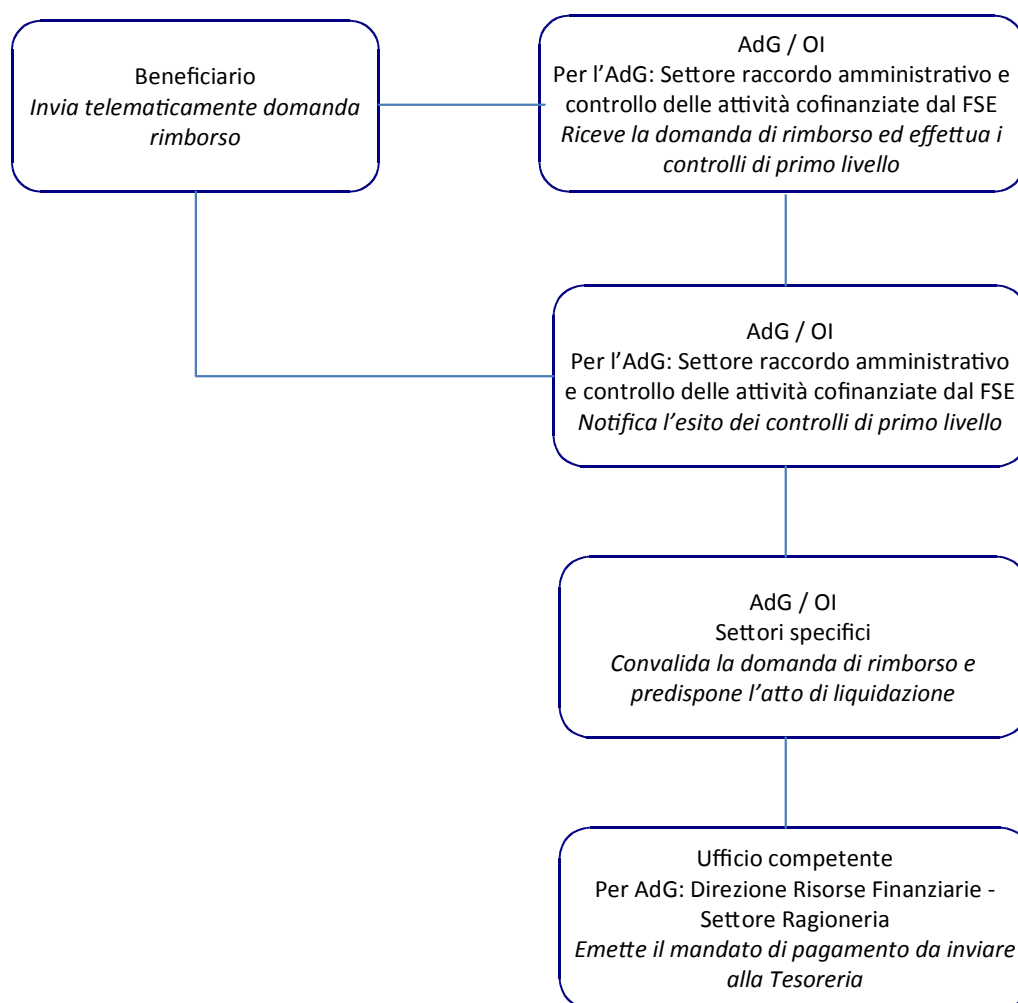 Beneficiario
Invia telematicamente domanda
rimborso
AdG / OI
Per l’AdG: Settore raccordo amministrativo e
controllo delle attività cofinanziate dal FSE
Riceve la domanda di rimborso ed effettua i
controlli di primo livello
AdG / OI
Per l’AdG: Settore raccordo amministrativo
e controllo delle attività cofinanziate dal FSE
Notifica l’esito dei controlli di primo livello
AdG / OI
Settori specifici
Convalida la domanda di rimborso e
predispone l’atto di liquidazione
Ufficio competente
Per AdG: Direzione Risorse Finanziarie -
Settore Ragioneria
Emette il mandato di pagamento da inviare
alla Tesoreria